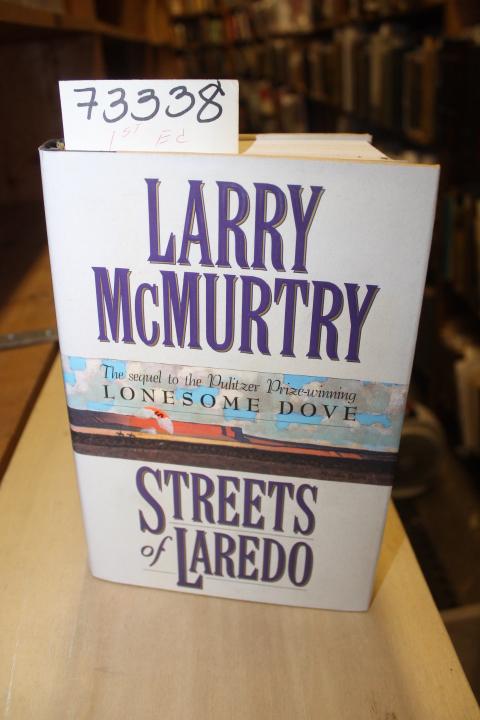 73338
1ST Ed
LARRY
MCMURTRY
The sequel to the Pulitzer Prize-winning
LONESOME DOVE
STREETS
of LAREDO